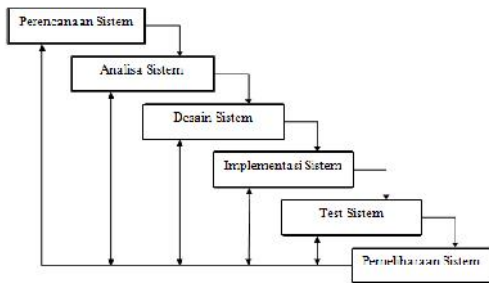 Perencanaan Sistem
Analisa Sistem
Desain Sistem
Implementasi Sistem
Test Sistem
Pemeliharaan Sistem